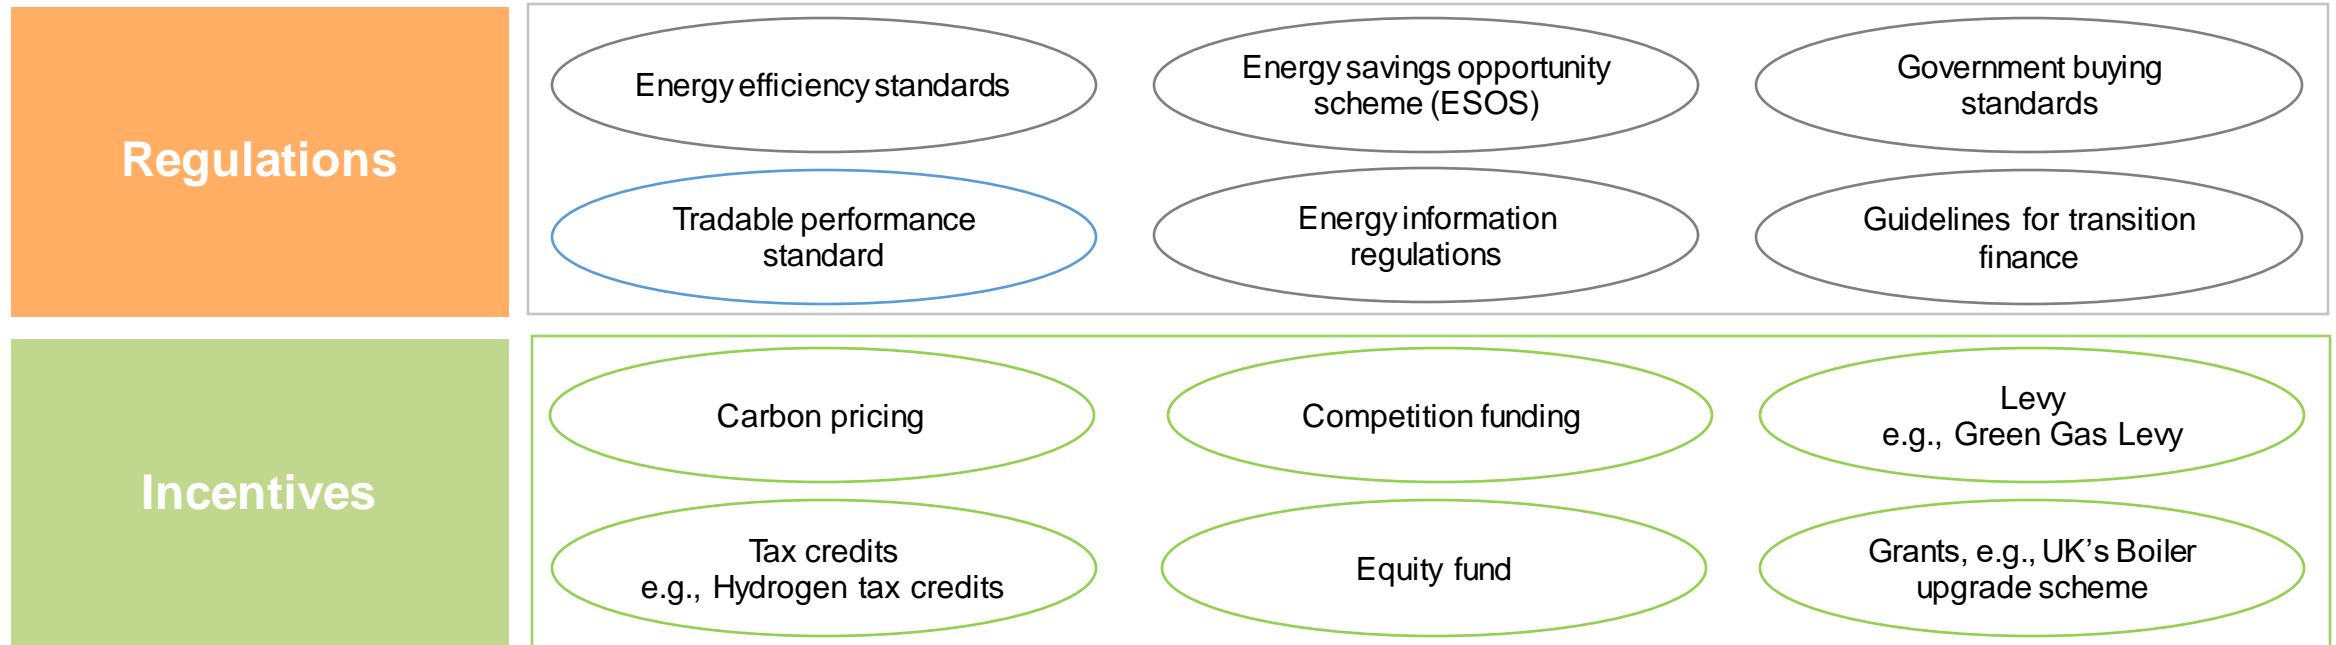 Regulations
Energy efficiency standards
Energy savings opportunity
scheme (ESOS)
Government buying
standards
Tradable performance
standard
Energy information
regulations
Guidelines for transition
finance
Incentives
Carbon pricing
Competition funding
Levy
e.g., Green Gas Levy
Tax credits
e.g., Hydrogen tax credits
Equity fund
Grants, e.g., UK’s Boiler
upgrade scheme